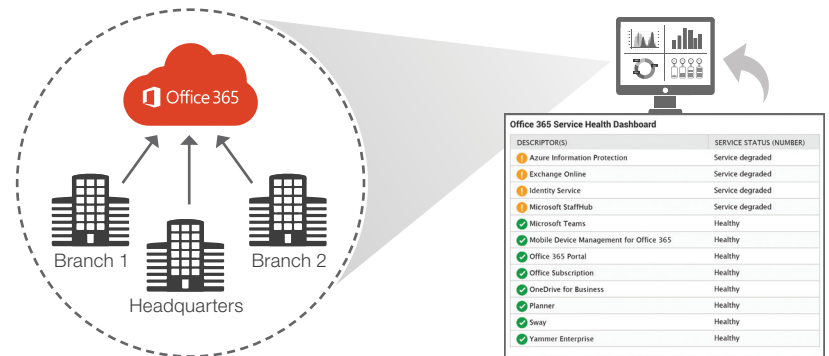 Office 365
Branch 1
Branch 2
Headquarters
Office 365 Service Health Dashboard
DESCRIPTOR(S) SERVICE STATUS (NUMBER)
Azure Information Protection Service degraded
Exchange Online Service degraded
Identity Service Service degraded
Microsoft StaffHub Service degraded
Microsoft Teams Healthy
Mobile Device Management for Office 365 Healthy
Office 365 Portal Healthy
Office Subscription Healthy
OneDrive for Business Healthy
Planner Healthy
Sway Healthy
Yammer Enterprise Healthy